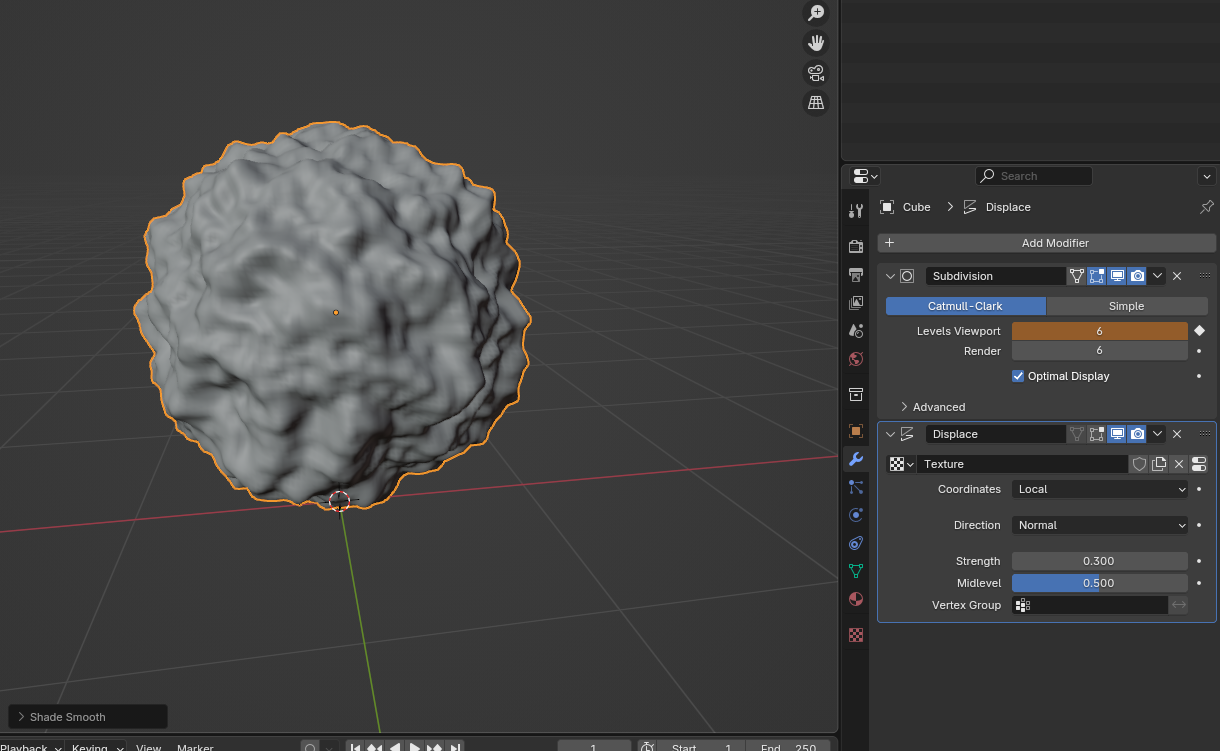 Search
Cube > Displace
+ Add Modifier
Subdivision
Catmull-Clark Simple
Levels Viewport 6
Render 6
Optimal Display
Advanced
Displace
Texture
Coordinates Local
Direction Normal
Strength 0.300
Midlevel 0.500
Vertex Group
Shade Smooth
Playback Keying View Marker 1 Start 1 End 250